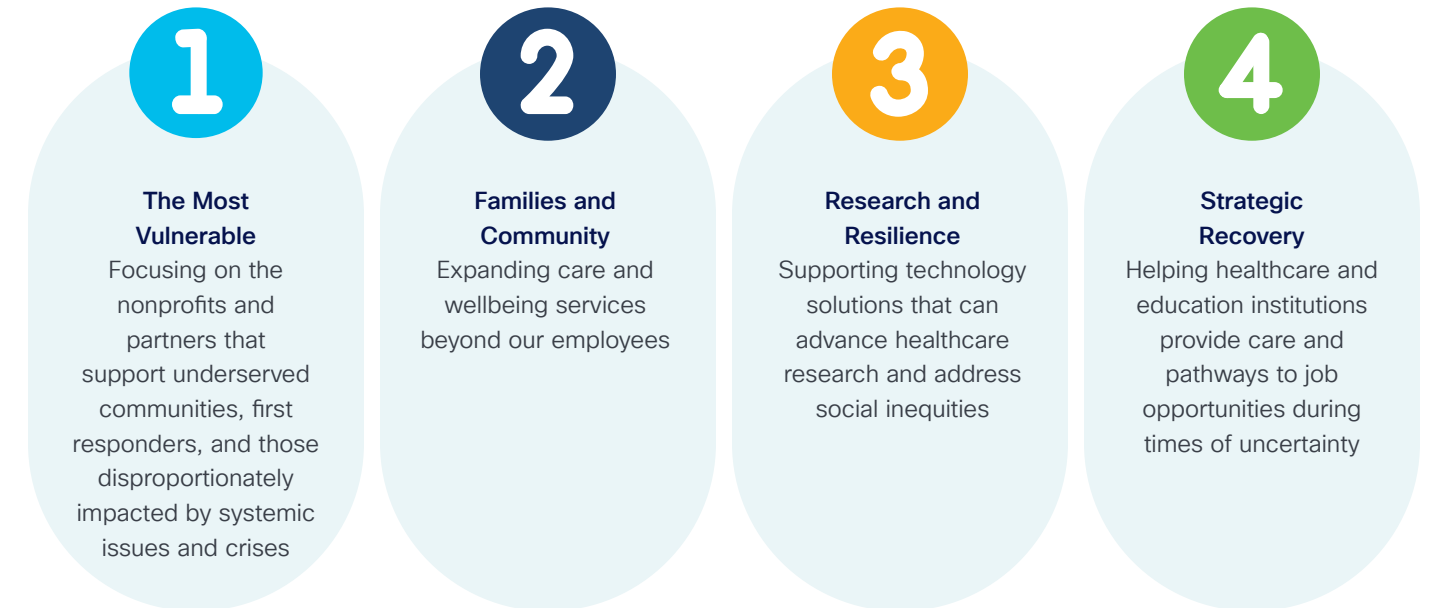 1
The Most
Vulnerable
Focusing on the
nonprofits and
partners that
support underserved
communities, first
responders, and those
disproportionately
impacted by systemic
issues and crises
2
Families and
Community
Expanding care and
wellbeing services
beyond our employees
3
Research and
Resilience
Supporting technology
solutions that can
advance healthcare
research and address
social inequities
4
Strategic
Recovery
Helping healthcare and
education institutions
provide care and
pathways to job
opportunities during
times of uncertainty